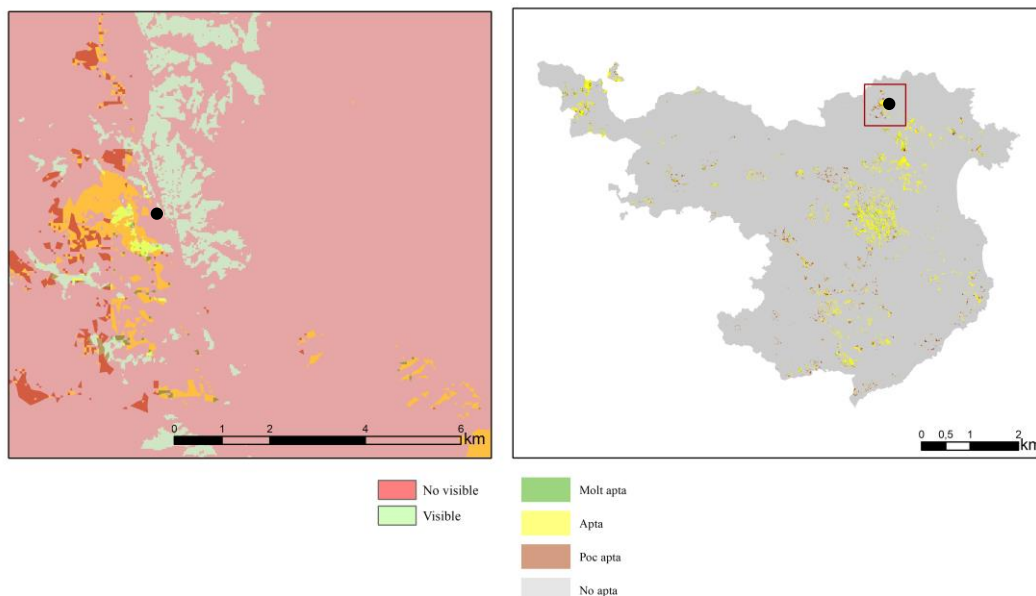 0 1 2 4 6
km
0 0,5 1 2
km
No visible
Visible
Molt apta
Apta
Poc apta
No apta